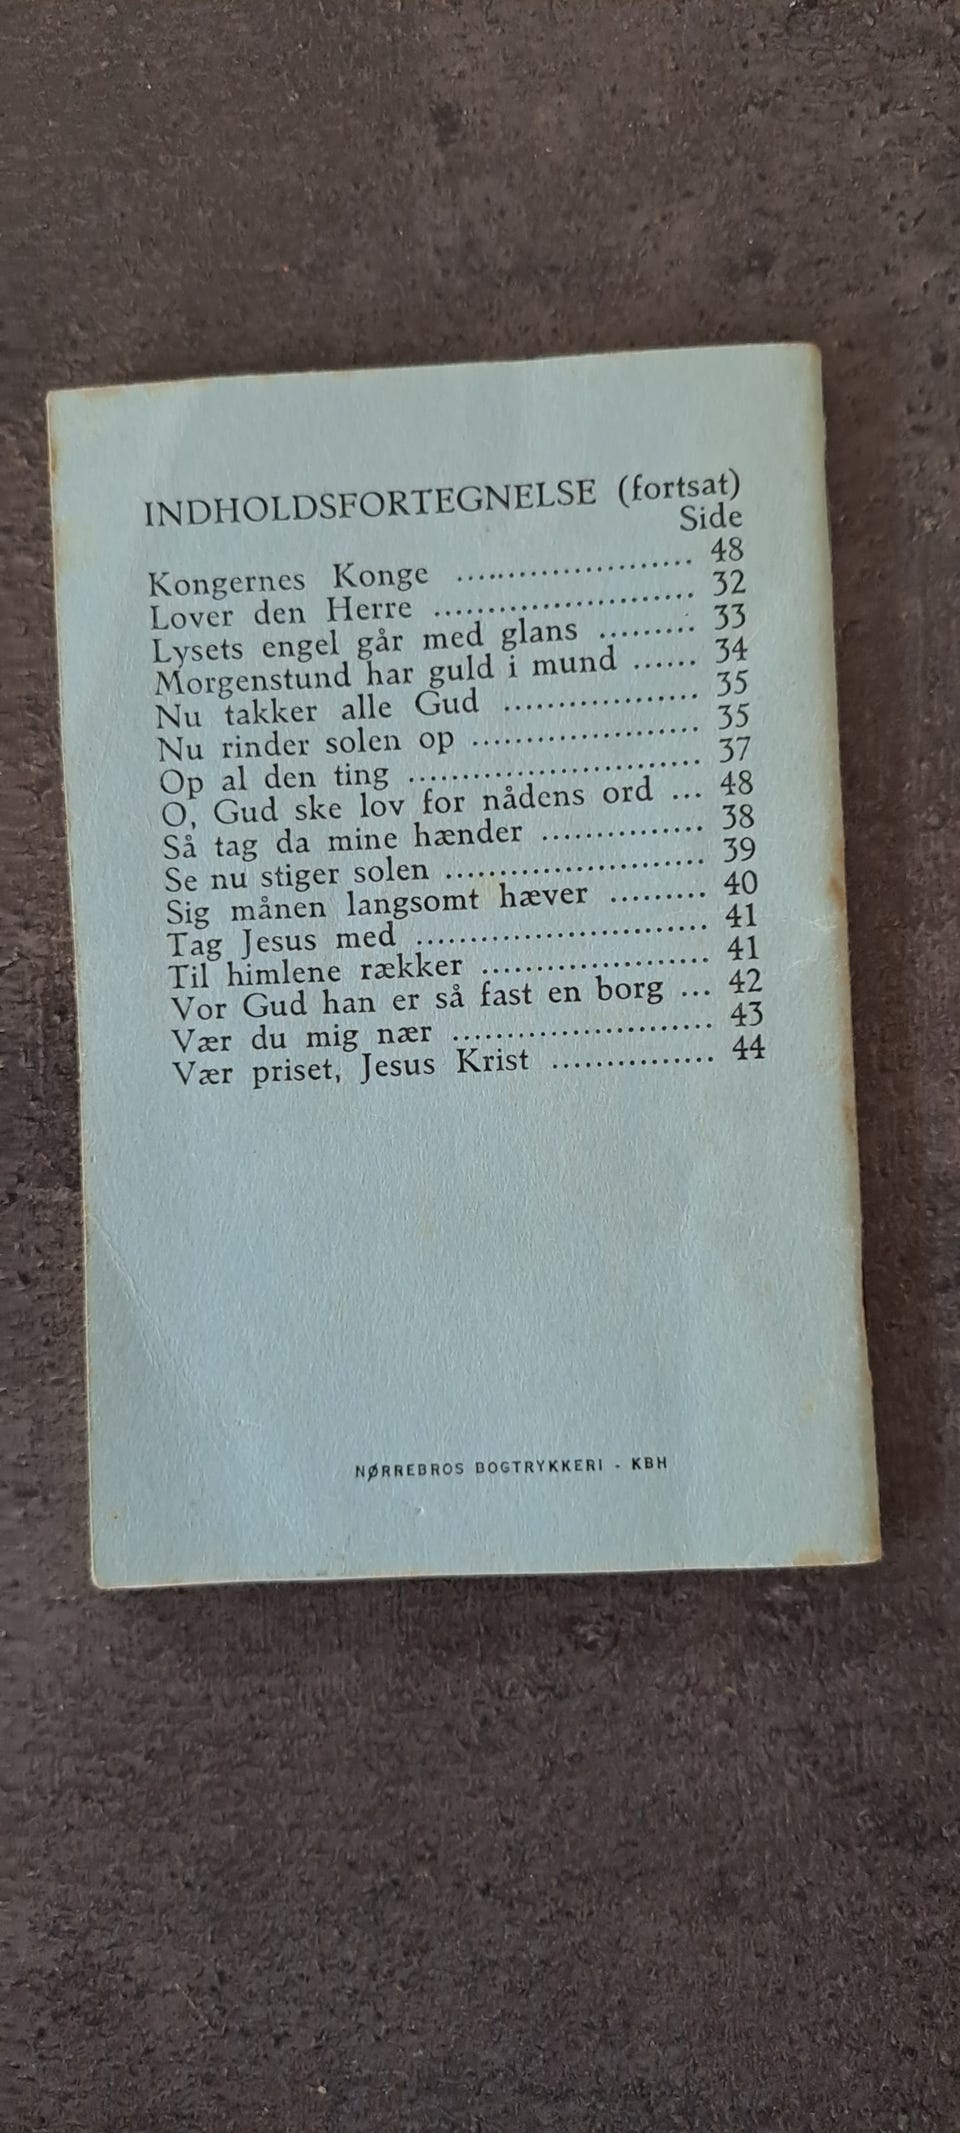 INDHOLDSFORTEGNELSE (fortsat)
Side
Kongernes Konge ...................... 48
Lover den Herre ........................ 32
Lysets engel går med glans ......... 33
Morgenstund har guld i mund ...... 34
Nu takker alle Gud .................. 35
Nu rinder solen op ..................... 35
Op al den ting ........................... 37
O, Gud ske lov for nådens ord ... 48
Så tag da mine hænder ............... 38
Se nu stiger solen ........................ 39
Sig månen langsomt hæver ......... 40
Tag Jesus med ........................... 41
Til himlene rækker ..................... 41
Vor Gud han er så fast en borg ... 42
Vær du mig nær ........................ 43
Vær priset, Jesus Krist ............... 44
NØRREBROS BOGTRYKKERI - KBH